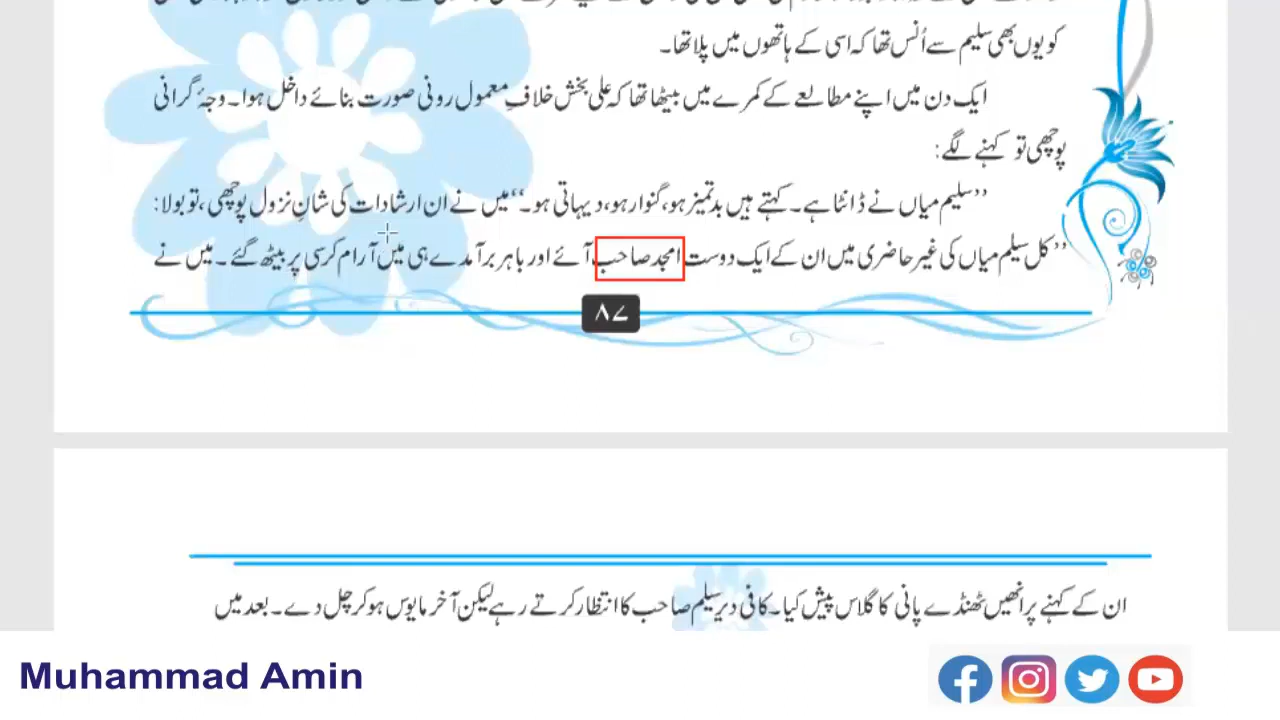 کو یوں بھی سلیم سے اُنس تھا کہ اسی کے ہاتھوں میں پلا تھا۔
ایک دن میں اپنے مطالعے کے کمرے میں بیٹھا تھا کہ علی بخش خلافِ معمول رونی صورت بنائے داخل ہوا۔ وجہِ گرانی
پوچھی تو کہنے لگے:
’’سلیم میاں نے ڈانٹا ہے۔ کہتے ہیں بدتمیز ہو، گنوار ہو، دیہاتی ہو۔‘‘ میں نے ان ارشادات کی شانِ نزول پوچھی، تو بولا:
’’کل سلیم میاں کی غیر حاضری میں ان کے ایک دوست امجد صاحب آئے اور باہر برآمدے ہی میں آرام کرسی پر بیٹھ گئے۔ میں نے
۸۷
ان کے کہنے پر انھیں ٹھنڈے پانی کا گلاس پیش کیا۔ کافی دیر سلیم صاحب کا انتظار کرتے رہے لیکن آخر مایوس ہو کر چل دے۔ بعد میں
Muhammad Amin